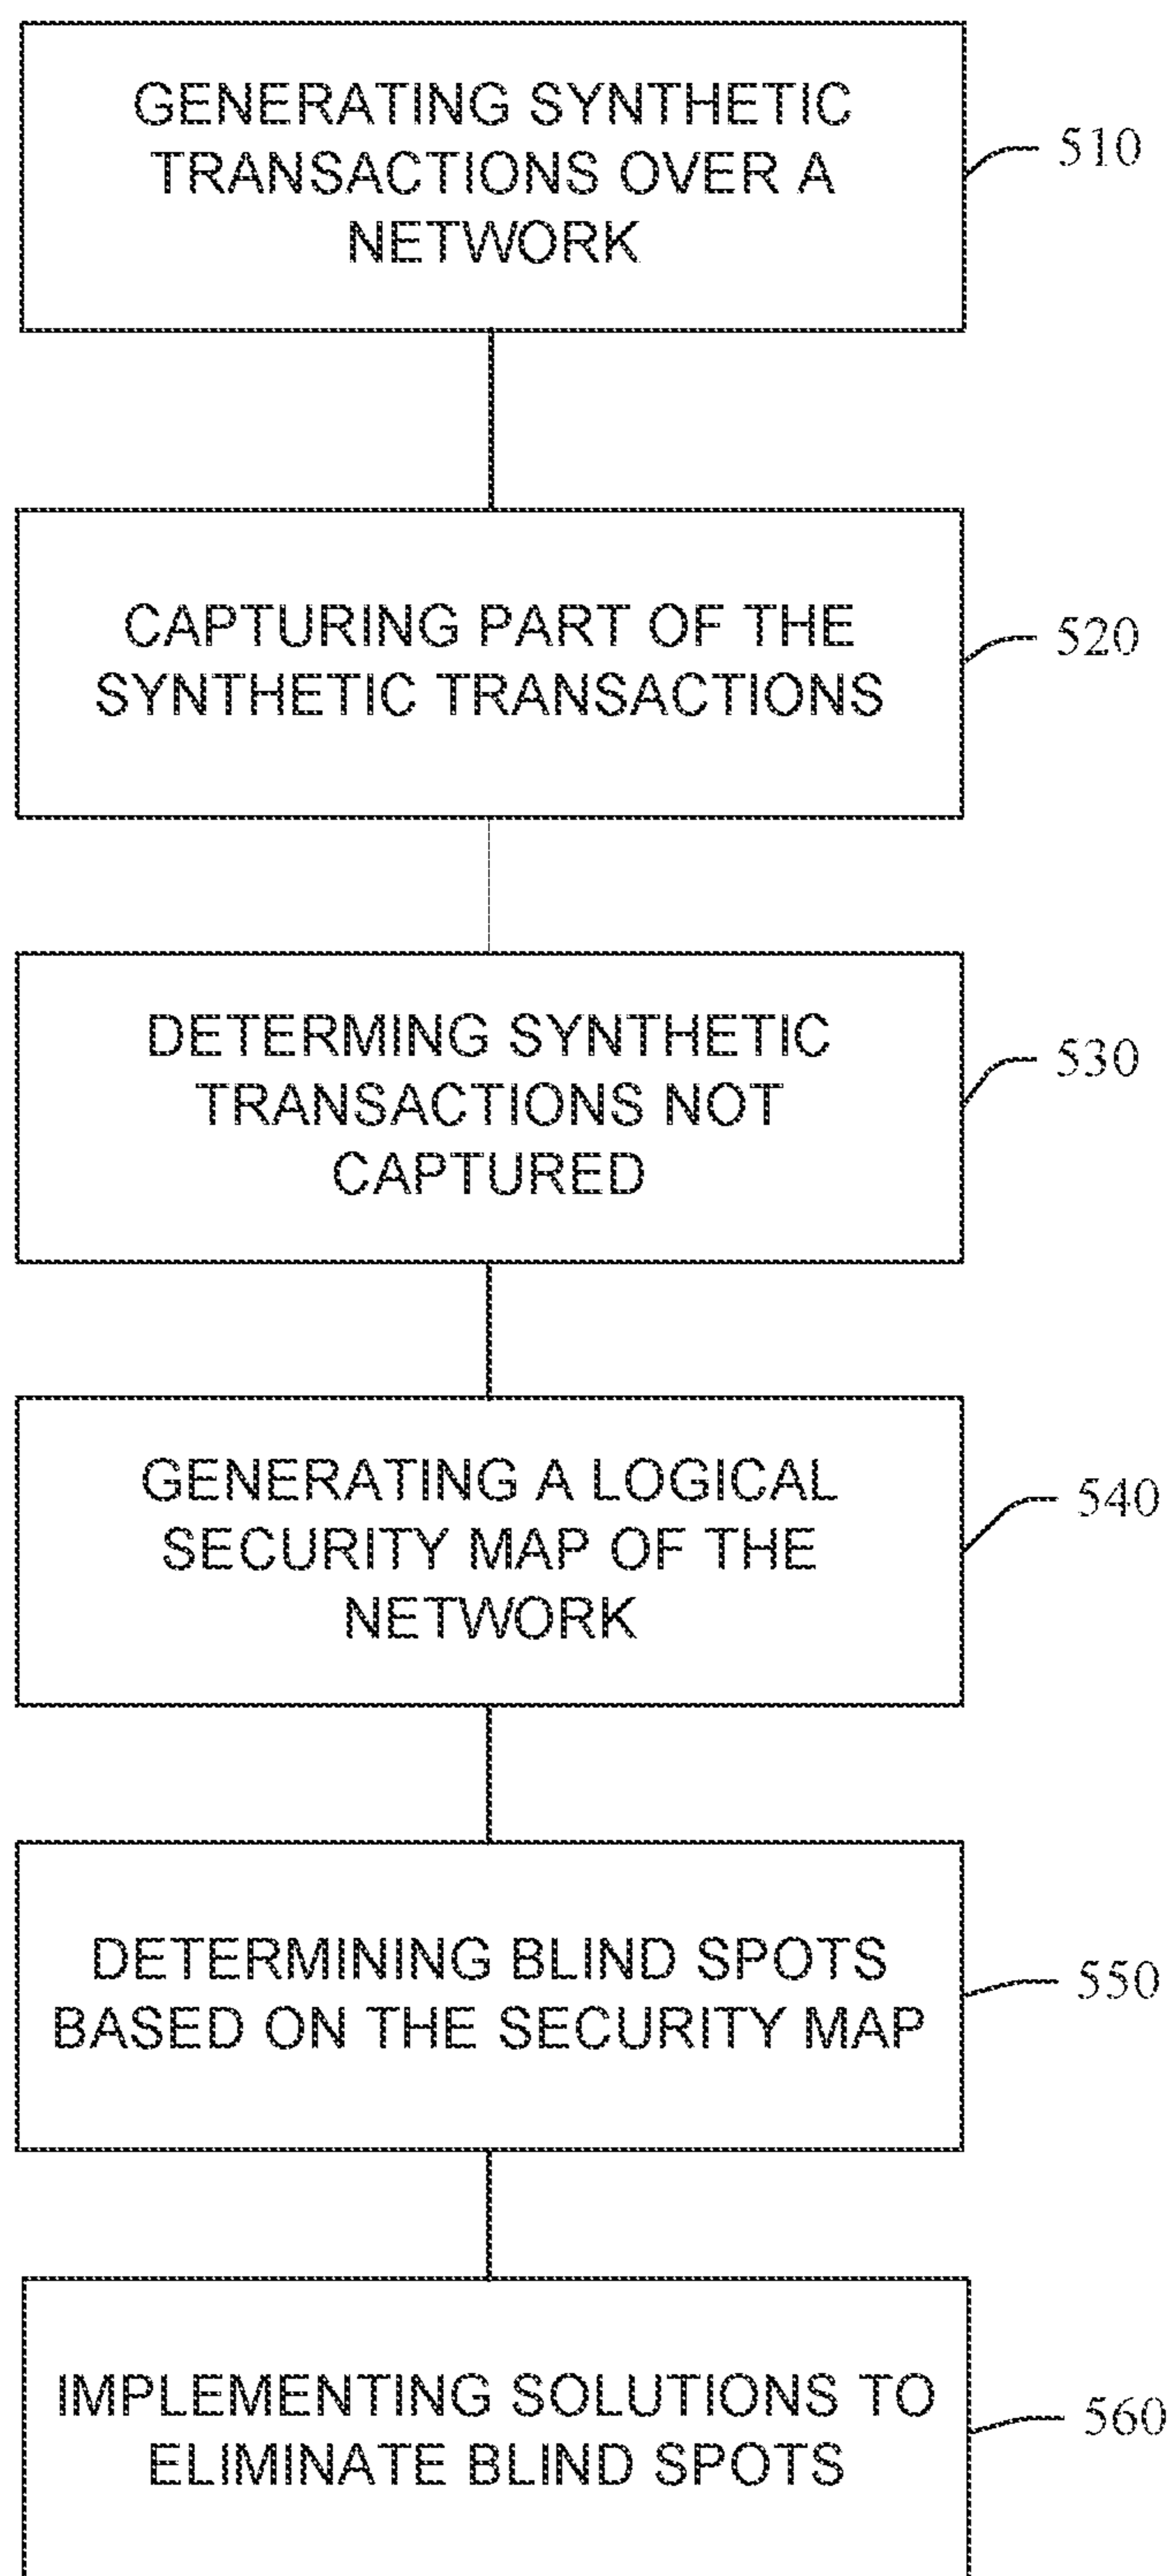 GENERATING SYNTHETIC
TRANSACTIONS OVER A
NETWORK
510
CAPTURING PART OF THE
SYNTHETIC TRANSACTIONS
520
DETERMING SYNTHETIC
TRANSACTIONS NOT
CAPTURED
530
GENERATING A LOGICAL
SECURITY MAP OF THE
NETWORK
540
DETERMINING BLIND SPOTS
BASED ON THE SECURITY MAP
550
IMPLEMENTING SOLUTIONS TO
ELIMINATE BLIND SPOTS
560